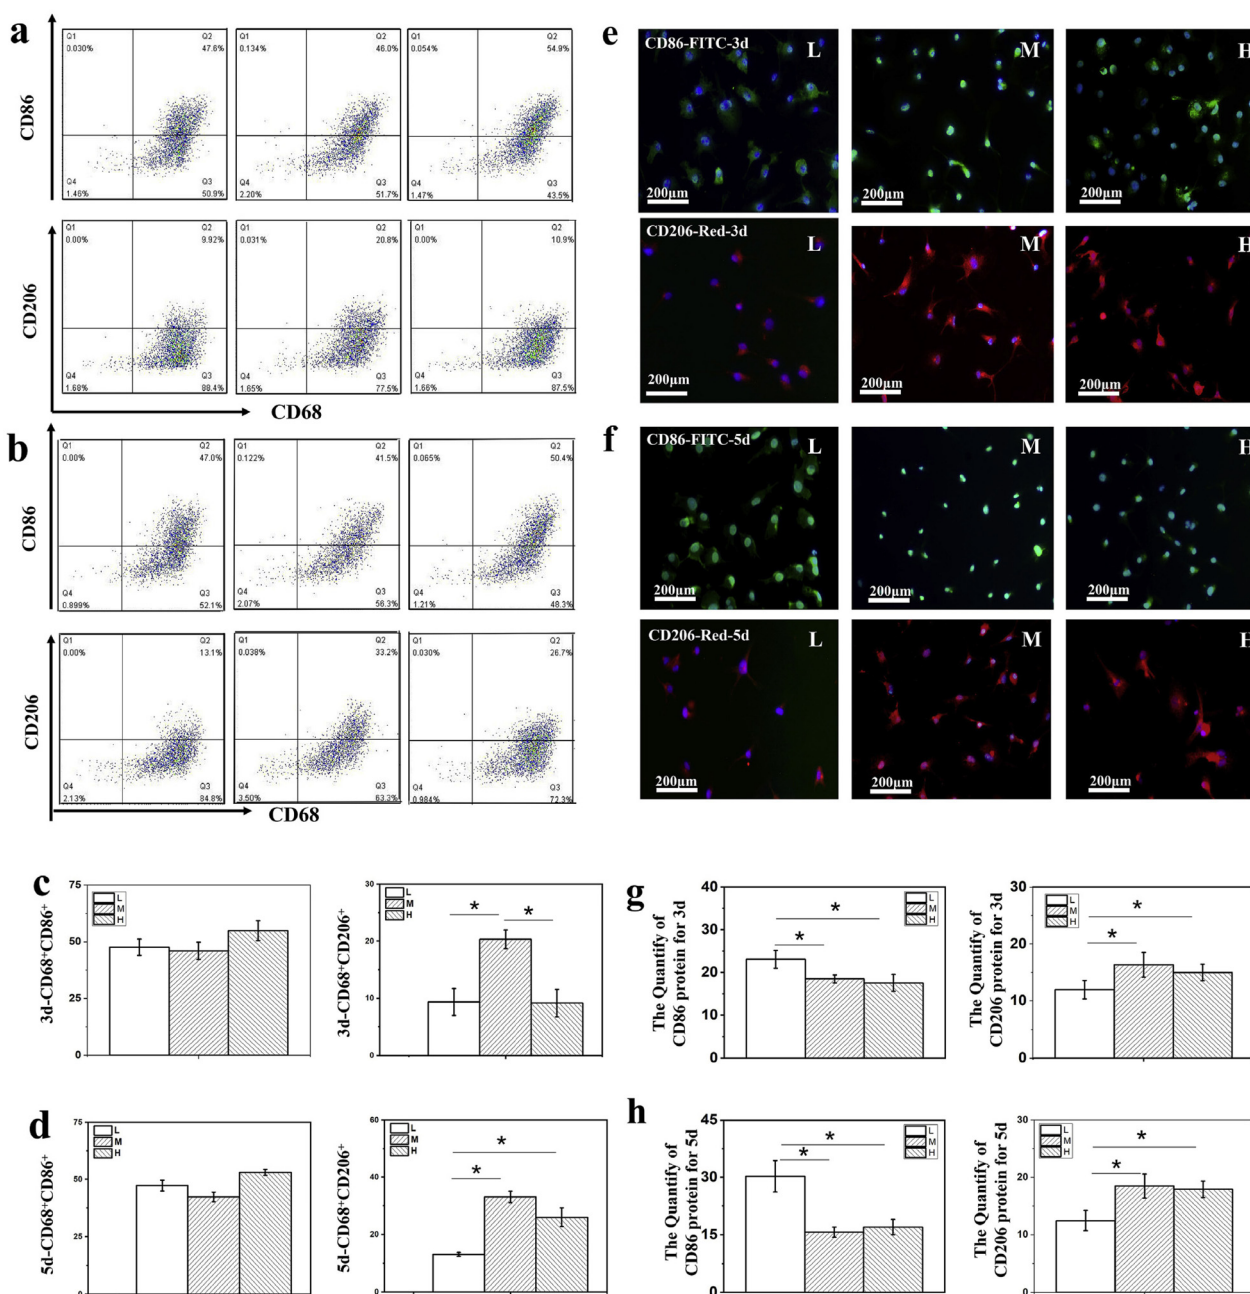 a
CD86
Q1
0.030%
Q2
47.6%
Q4
1.46%
Q3
50.9%
Q1
0.134%
Q2
46.0%
Q4
2.20%
Q3
51.7%
Q1
0.054%
Q2
54.9%
Q4
1.47%
Q3
43.5%
CD206
Q1
0.00%
Q2
9.92%
Q4
1.68%
Q3
88.4%
Q1
0.031%
Q2
20.8%
Q4
1.65%
Q3
77.5%
Q1
0.00%
Q2
10.9%
Q4
1.66%
Q3
87.5%
CD68
b
CD86
Q1
0.00%
Q2
47.0%
Q4
0.899%
Q3
52.1%
Q1
0.122%
Q2
41.5%
Q4
2.07%
Q3
56.3%
Q1
0.065%
Q2
50.4%
Q4
1.21%
Q3
48.3%
CD206
Q1
0.00%
Q2
13.1%
Q4
2.13%
Q3
84.8%
Q1
0.038%
Q2
33.2%
Q4
3.50%
Q3
63.3%
Q1
0.030%
Q2
26.7%
Q4
0.984%
Q3
72.3%
CD68
e
CD86-FITC-3d
L
200μm
M
200μm
H
200μm
CD206-Red-3d
L
200μm
M
200μm
H
200μm
f
CD86-FITC-5d
L
200μm
M
200μm
H
200μm
CD206-Red-5d
L
200μm
M
200μm
H
200μm
c
3d-CD68⁺CD86⁺
75
50
25
0
L
M
H
3d-CD68⁺CD206⁺
30
20
10
0
L
M
H
*
*
d
5d-CD68⁺CD86⁺
75
50
25
0
L
M
H
5d-CD68⁺CD206⁺
60
40
20
0
L
M
H
*
*
g
The Quantify of
CD86 protein for 3d
40
30
20
10
0
L
M
H
*
*
The Quantify of
CD206 protein for 3d
30
20
10
0
L
M
H
*
*
h
The Quantify of
CD86 protein for 5d
45
30
15
0
L
M
H
*
*
The Quantify of
CD206 protein for 5d
30
20
10
0
L
M
H
*
*